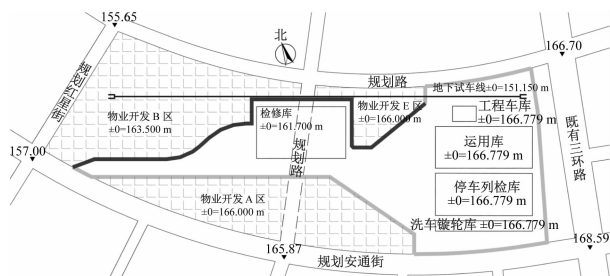 155.65
北
166.70
规划红星街
规划路
地下试车线±0=151.150 m
物业开发 B 区
±0=163.500 m
检修库
±0=161.700 m
物业开发 E 区
±0=166.000 m
工程车库
±0=166.779 m
运用库
±0=166.779 m
既有三环路
规划路
157.00
物业开发 A 区
±0=166.000 m
停车列检库
±0=166.779 m
洗车镟轮库 ±0=166.779 m
165.87
规划安通街
168.59